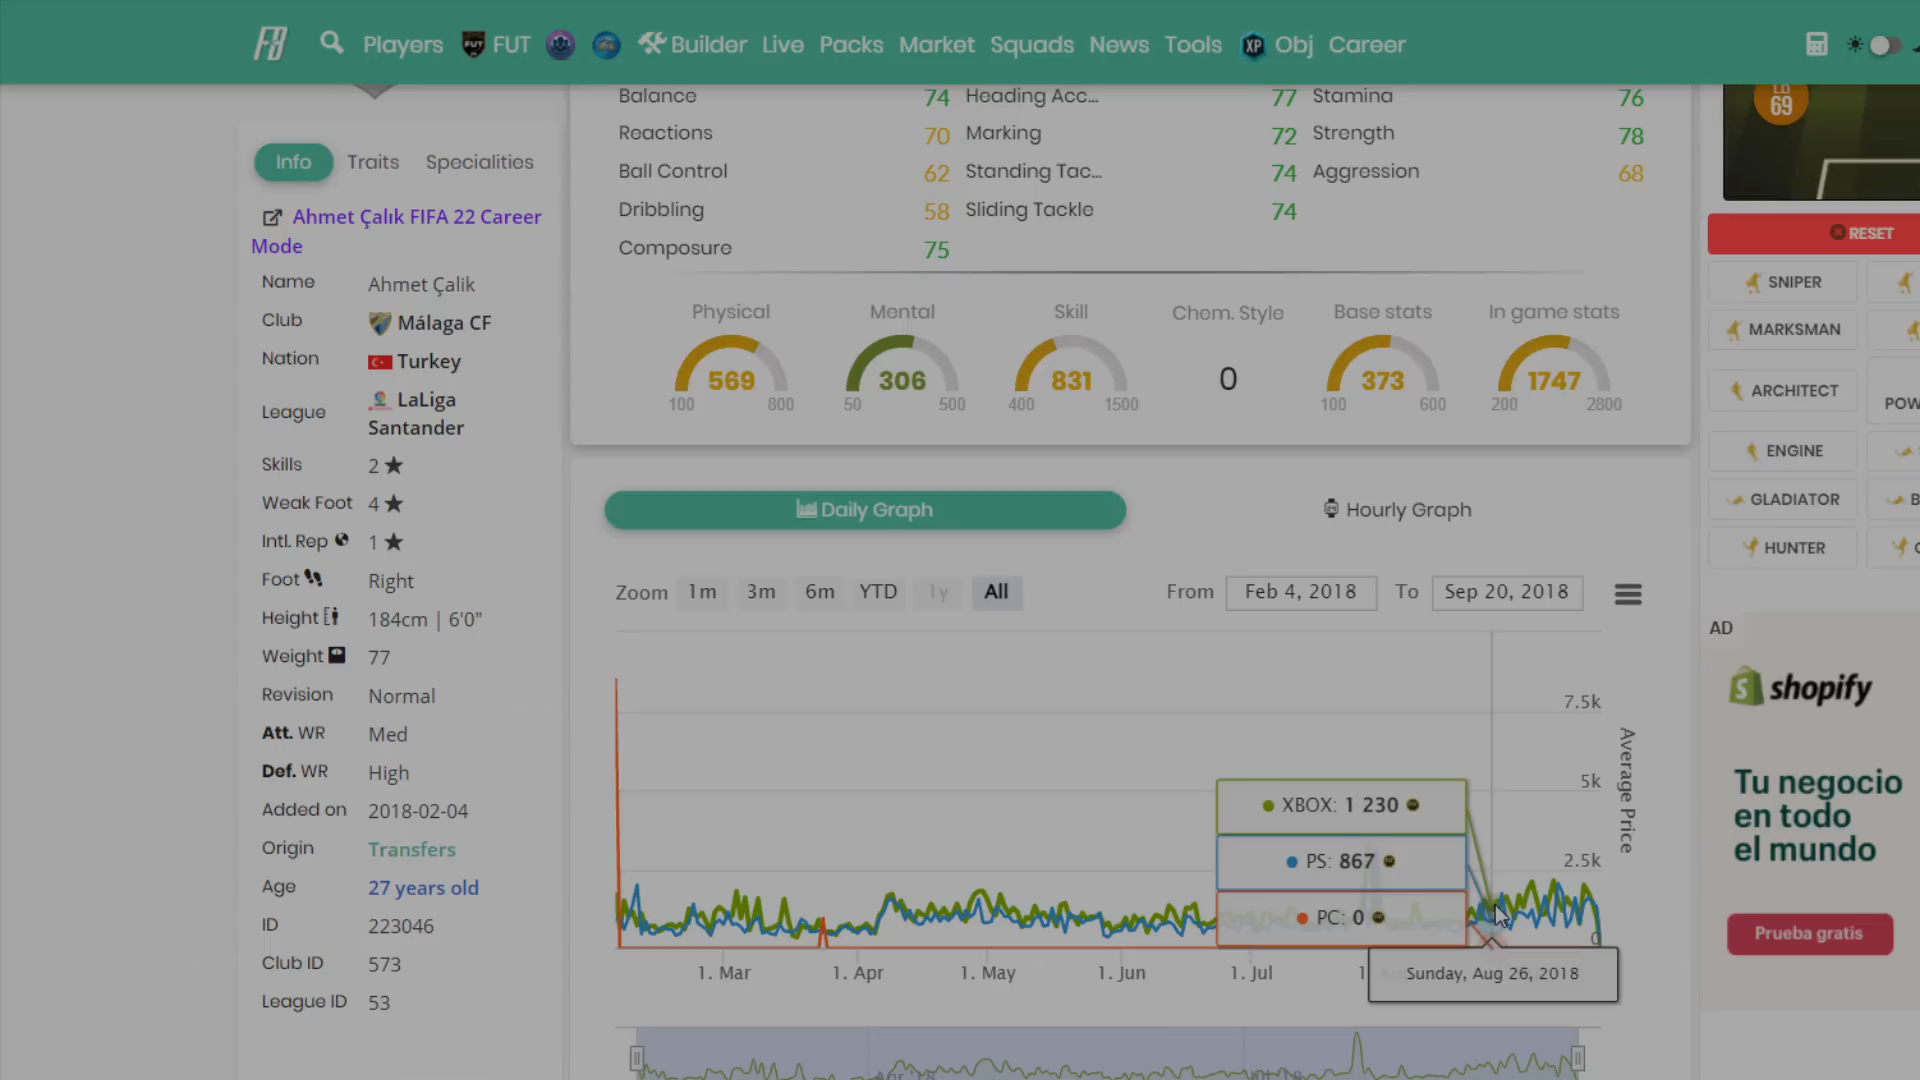 Players FUT Builder Live Packs Market Squads News Tools XP Obj Career
Balance 74 Heading Acc... 77 Stamina 76
Reactions 70 Marking 72 Strength 78
Ball Control 62 Standing Tac... 74 Aggression 68
Dribbling 58 Sliding Tackle 74
Composure 75
Info Traits Specialities
Ahmet Çalık FIFA 22 Career
Mode
Name Ahmet Çalik
Club Málaga CF
Nation Turkey
League LaLiga
Santander
Skills 2 ★
Weak Foot 4 ★
Intl. Rep 1 ★
Foot Right
Height 184cm | 6'0"
Weight 77
Revision Normal
Att. WR Med
Def. WR High
Added on 2018-02-04
Origin Transfers
Age 27 years old
ID 223046
Club ID 573
League ID 53
Physical Mental Skill Chem. Style Base stats In game stats
569 306 831 0 373 1747
100 800 50 500 400 1500 100 600 200 2800
Daily Graph Hourly Graph
Zoom 1m 3m 6m YTD 1y All From Feb 4, 2018 To Sep 20, 2018
7.5k
5k
2.5k
0
Average Price
XBOX: 1 230
PS: 867
PC: 0
1. Mar 1. Apr 1. May 1. Jun 1. Jul
Sunday, Aug 26, 2018
Apr '18
LB
69
RESET
SNIPER
MARKSMAN
ARCHITECT
POW
ENGINE
GLADIATOR
HUNTER
AD
shopify
Tu negocio
en todo
el mundo
Prueba gratis